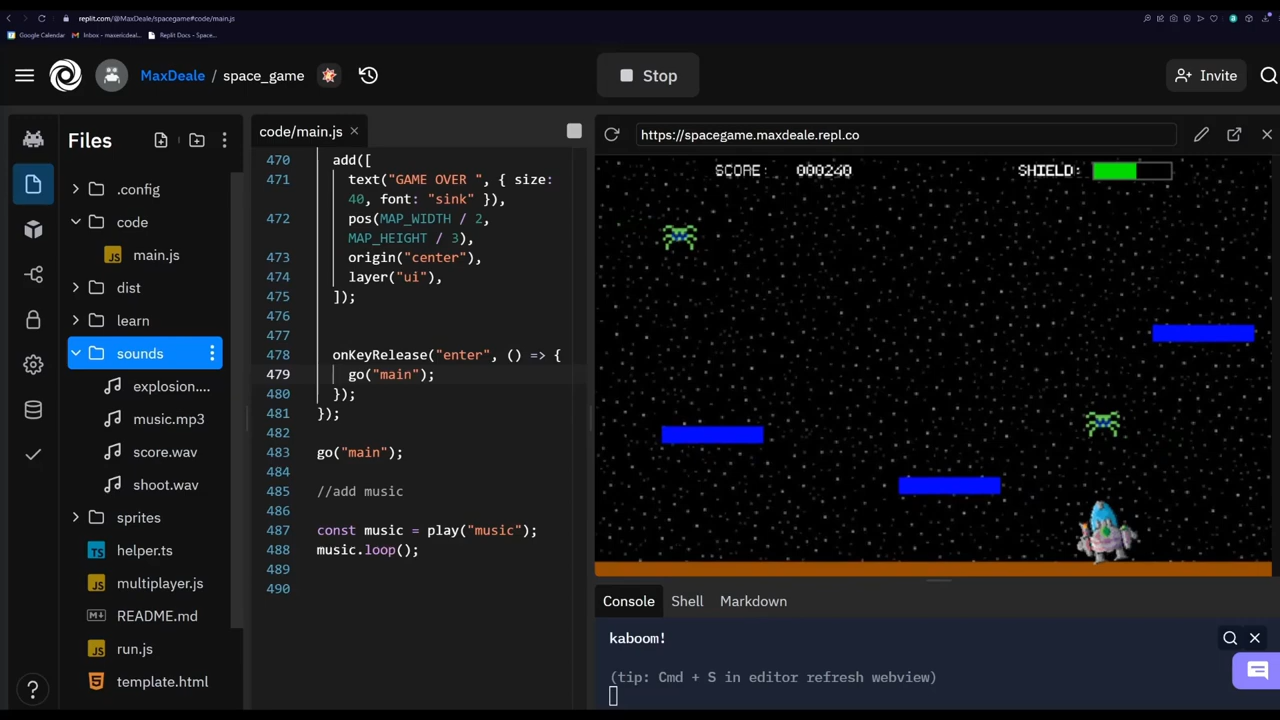 replit.com/@MaxDeale/spacegame#code/main.js
Google Calendar
Inbox - maxericdeal...
Replit Docs - Space...
MaxDeale / space_game
Stop
Invite
Files
.config
code
main.js
dist
learn
sounds
explosion....
music.mp3
score.wav
shoot.wav
sprites
helper.ts
multiplayer.js
README.md
run.js
template.html
code/main.js
470 add([
471 text("GAME OVER ", { size:
40, font: "sink" }),
472 pos(MAP_WIDTH / 2,
MAP_HEIGHT / 3),
473 origin("center"),
474 layer("ui"),
475 ]);
476
477
478 onKeyRelease("enter", () => {
479 go("main");
480 });
481 });
482
483 go("main");
484
485 //add music
486
487 const music = play("music");
488 music.loop();
489
490
https://spacegame.maxdeale.repl.co
SCORE: 000240 SHIELD:
Console Shell Markdown
kaboom!
(tip: Cmd + S in editor refresh webview)